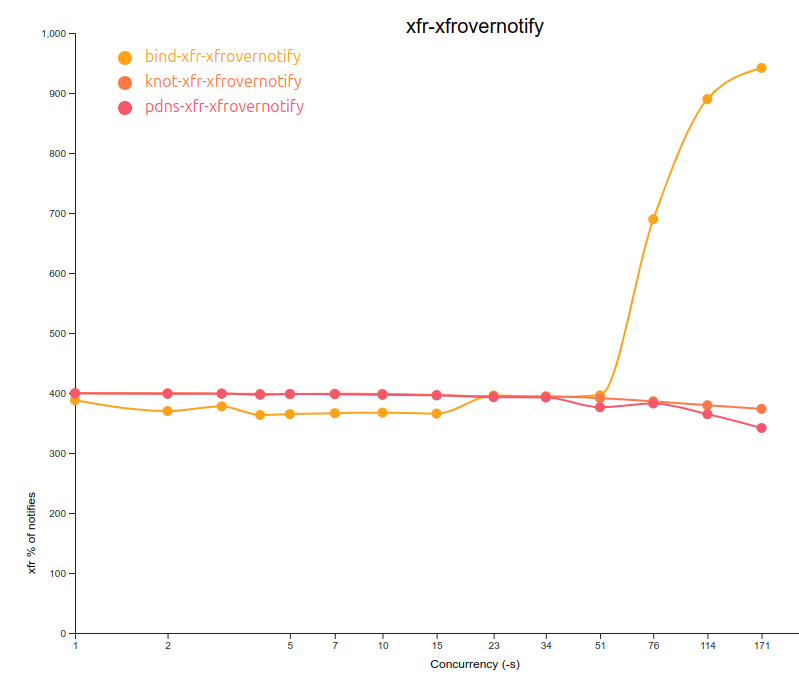 xfr-xfrovernotify
bind-xfr-xfrovernotify
knot-xfr-xfrovernotify
pdns-xfr-xfrovernotify
1,000
900
800
700
600
500
400
300
200
100
0
xfr % of notifies
1 2 5 7 10 15 23 34 51 76 114 171
Concurrency (-s)